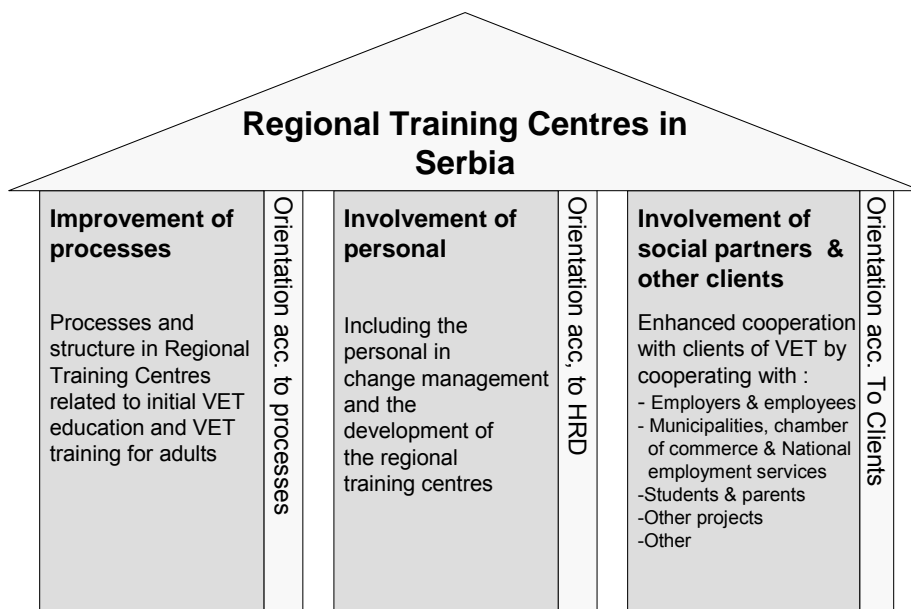 Regional Training Centres in
Serbia
Improvement of
processes
Processes and
structure in Regional
Training Centres
related to initial VET
education and VET
training for adults
Orientation acc. to processes
Involvement of
personal
Including the
personal in
change management
and the
development of
the regional
training centres
Orientation acc, to HRD
Involvement of
social partners &
other clients
Enhanced cooperation
with clients of VET by
cooperating with :
- Employers & employees
- Municipalities, chamber
of commerce & National
employment services
-Students & parents
-Other projects
-Other
Orientation acc. To Clients